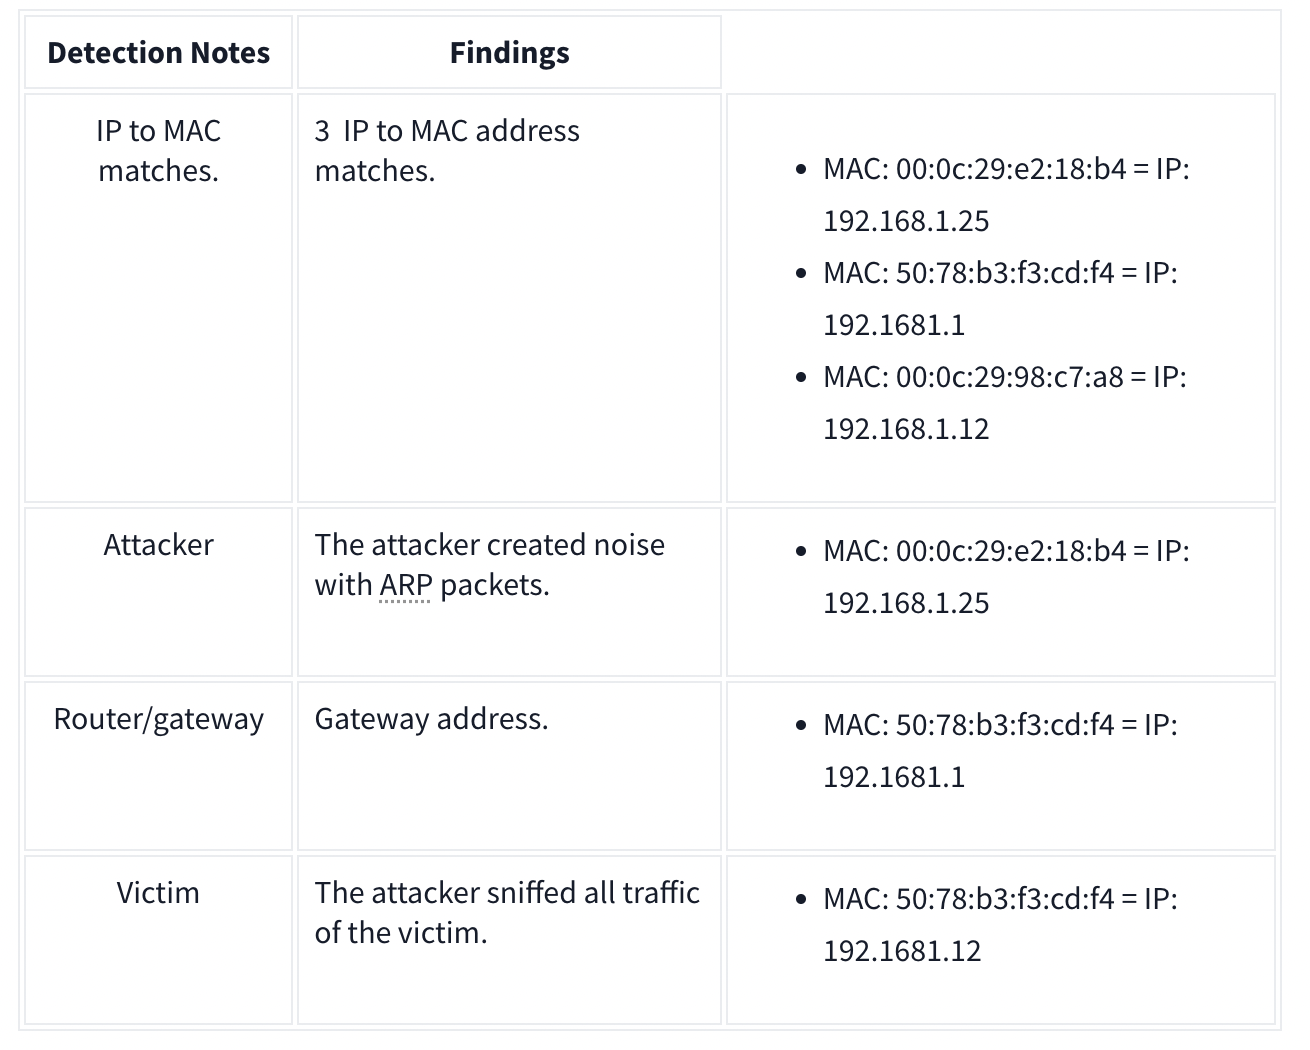 Detection Notes
Findings
IP to MAC
matches.
3  IP to MAC address
matches.
• MAC: 00:0c:29:e2:18:b4 = IP:
192.168.1.25
• MAC: 50:78:b3:f3:cd:f4 = IP:
192.1681.1
• MAC: 00:0c:29:98:c7:a8 = IP:
192.168.1.12
Attacker
The attacker created noise
with ARP packets.
• MAC: 00:0c:29:e2:18:b4 = IP:
192.168.1.25
Router/gateway
Gateway address.
• MAC: 50:78:b3:f3:cd:f4 = IP:
192.1681.1
Victim
The attacker sniffed all traffic
of the victim.
• MAC: 50:78:b3:f3:cd:f4 = IP:
192.1681.12